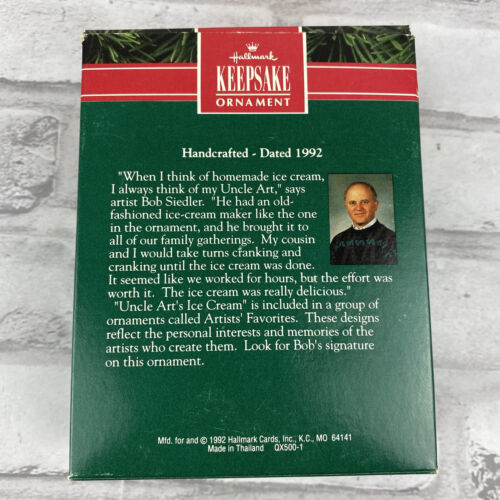 Hallmark
KEEPSAKE
ORNAMENT
Handcrafted - Dated 1992
"When I think of homemade ice cream,
I always think of my Uncle Art," says
artist Bob Siedler. "He had an old-
fashioned ice-cream maker like the one
in the ornament, and he brought it to
all of our family gatherings. My cousin
and I would take turns cranking and
cranking until the ice cream was done.
It seemed like we worked for hours, but the effort was
worth it. The ice cream was really delicious."
"Uncle Art's Ice Cream" is included in a group of
ornaments called Artists' Favorites. These designs
reflect the personal interests and memories of the
artists who create them. Look for Bob's signature
on this ornament.
Mfd. for and © 1992 Hallmark Cards, Inc., K.C., MO 64141
Made in Thailand QX500-1